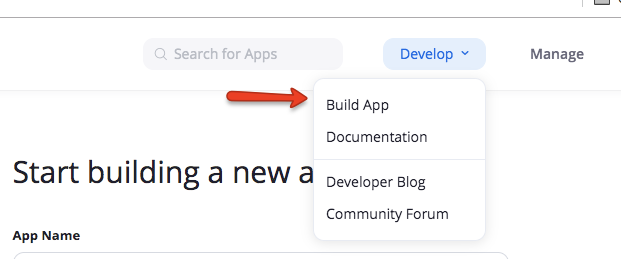 Search for Apps
Develop
Manage
Build App
Documentation
Start building a new a
Developer Blog
Community Forum
App Name